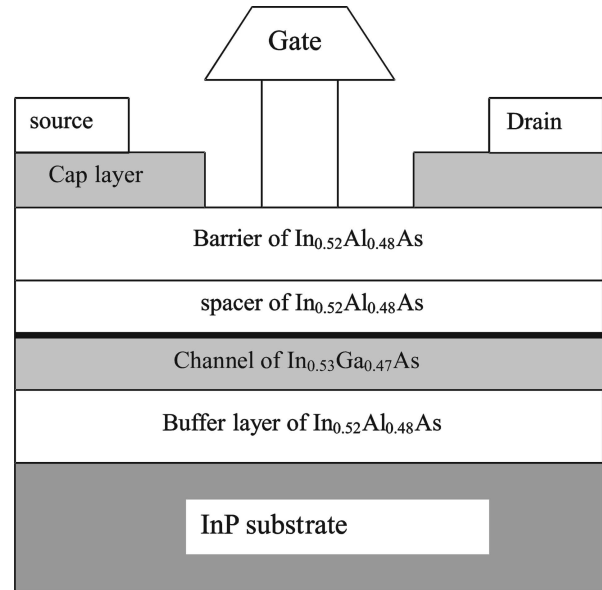 Gate
source
Drain
Cap layer
Barrier of In₀.₅₂Al₀.₄₈As
spacer of In₀.₅₂Al₀.₄₈As
Channel of In₀.₅₃Ga₀.₄₇As
Buffer layer of In₀.₅₂Al₀.₄₈As
InP substrate